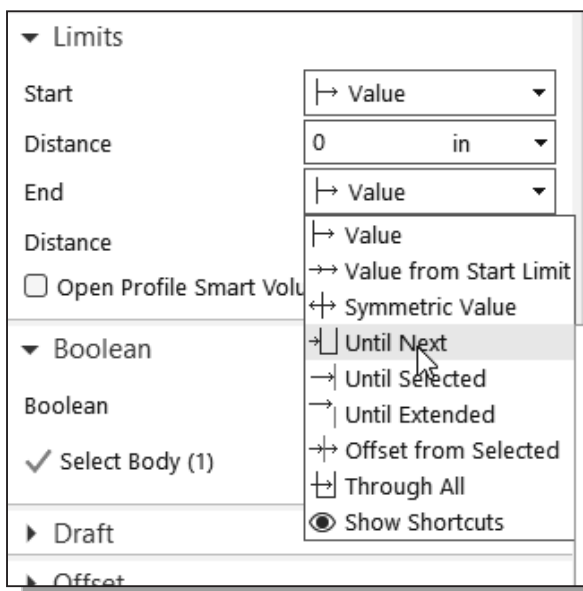 Limits
Start Value
Distance 0 in
End Value
Distance Value
Value from Start Limit
Open Profile Smart Volu
Symmetric Value
Boolean Until Next
Until Selected
Boolean Until Extended
Select Body (1) Offset from Selected
Through All
Draft Show Shortcuts
Offset